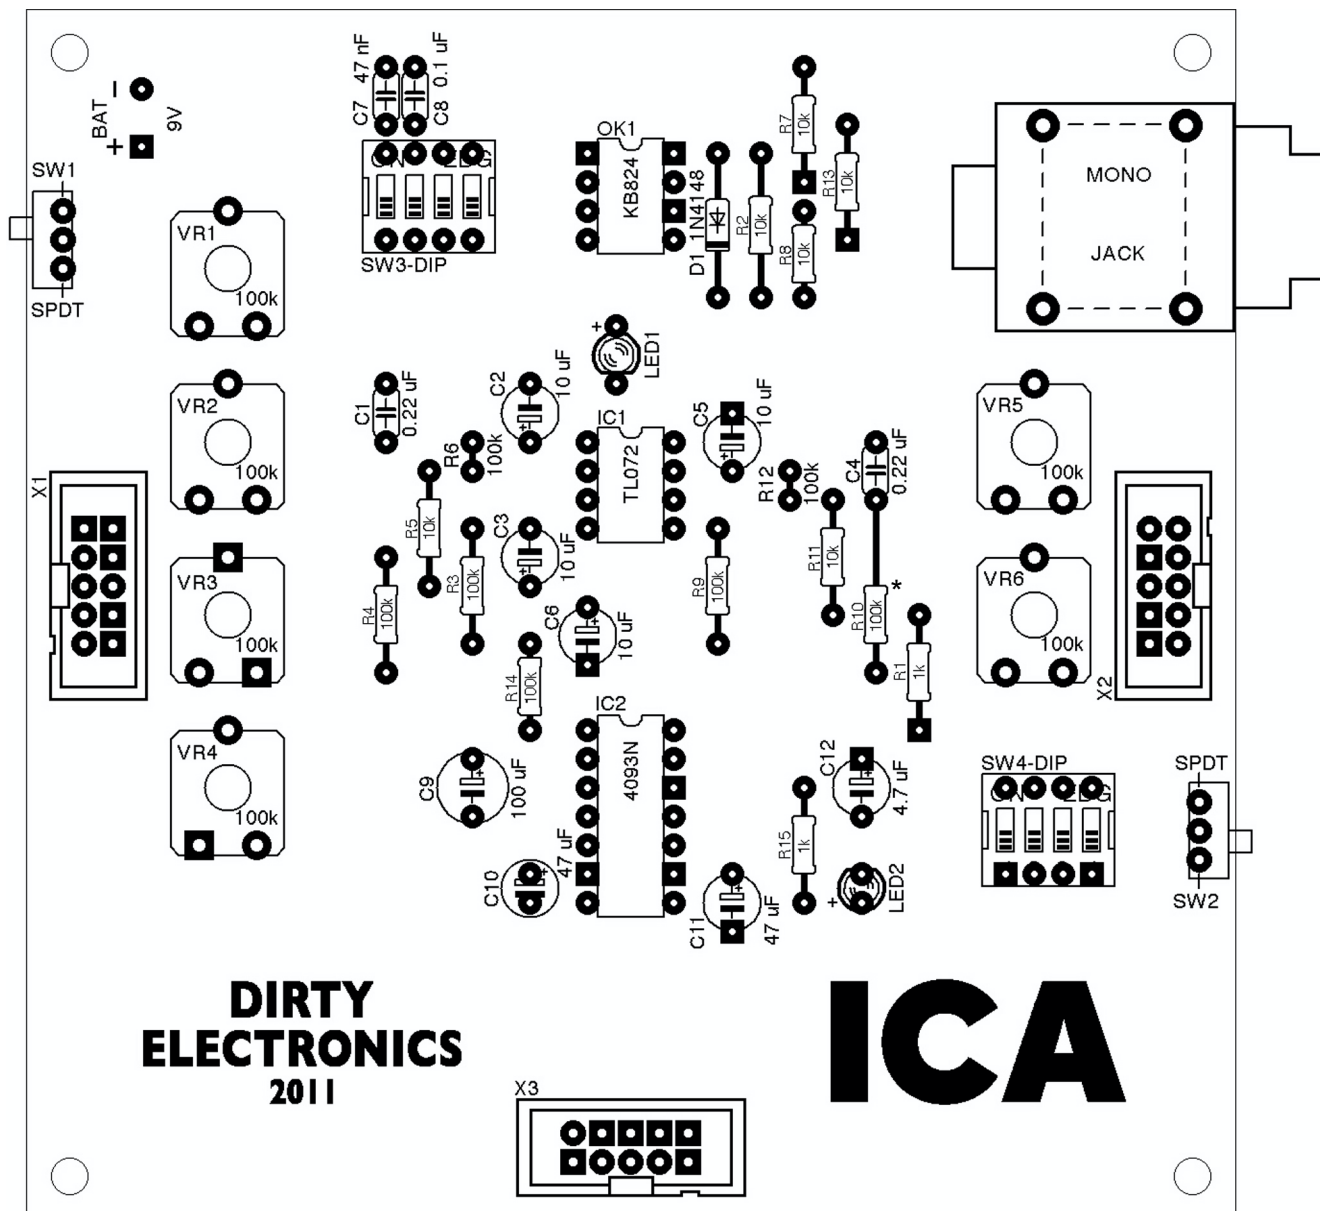 47 nF
0.1 uF
C7
C8
−
BAT
9V
+
OK1
KB824
D1 1N4148
R2
10k
R7
10k
R13
10k
R8
10k
MONO
JACK
SW1
SPDT
ON EDG
SW3-DIP
VR1
100k
LED1
+
VR2
100k
C1
0.22 uF
C2
10 uF
+
IC1
TL072
C5
10 uF
+
R6
100k
R12
100k
C4
0.22 uF
VR5
100k
X1
R5
10k
R3
100k
C3
10 uF
+
R4
100k
R9
100k
R11
10k
R10
100k
*
VR3
100k
C6
10 uF
+
R14
100k
R1
1k
VR6
100k
X2
VR4
100k
C9
100 uF
+
IC2
4093N
C12
4.7 uF
+
SW4-DIP
ON EDG
SPDT
SW2
R15
1k
C10
47 uF
+
C11
47 uF
+
LED2
+
DIRTY
ELECTRONICS
2011
ICA
X3